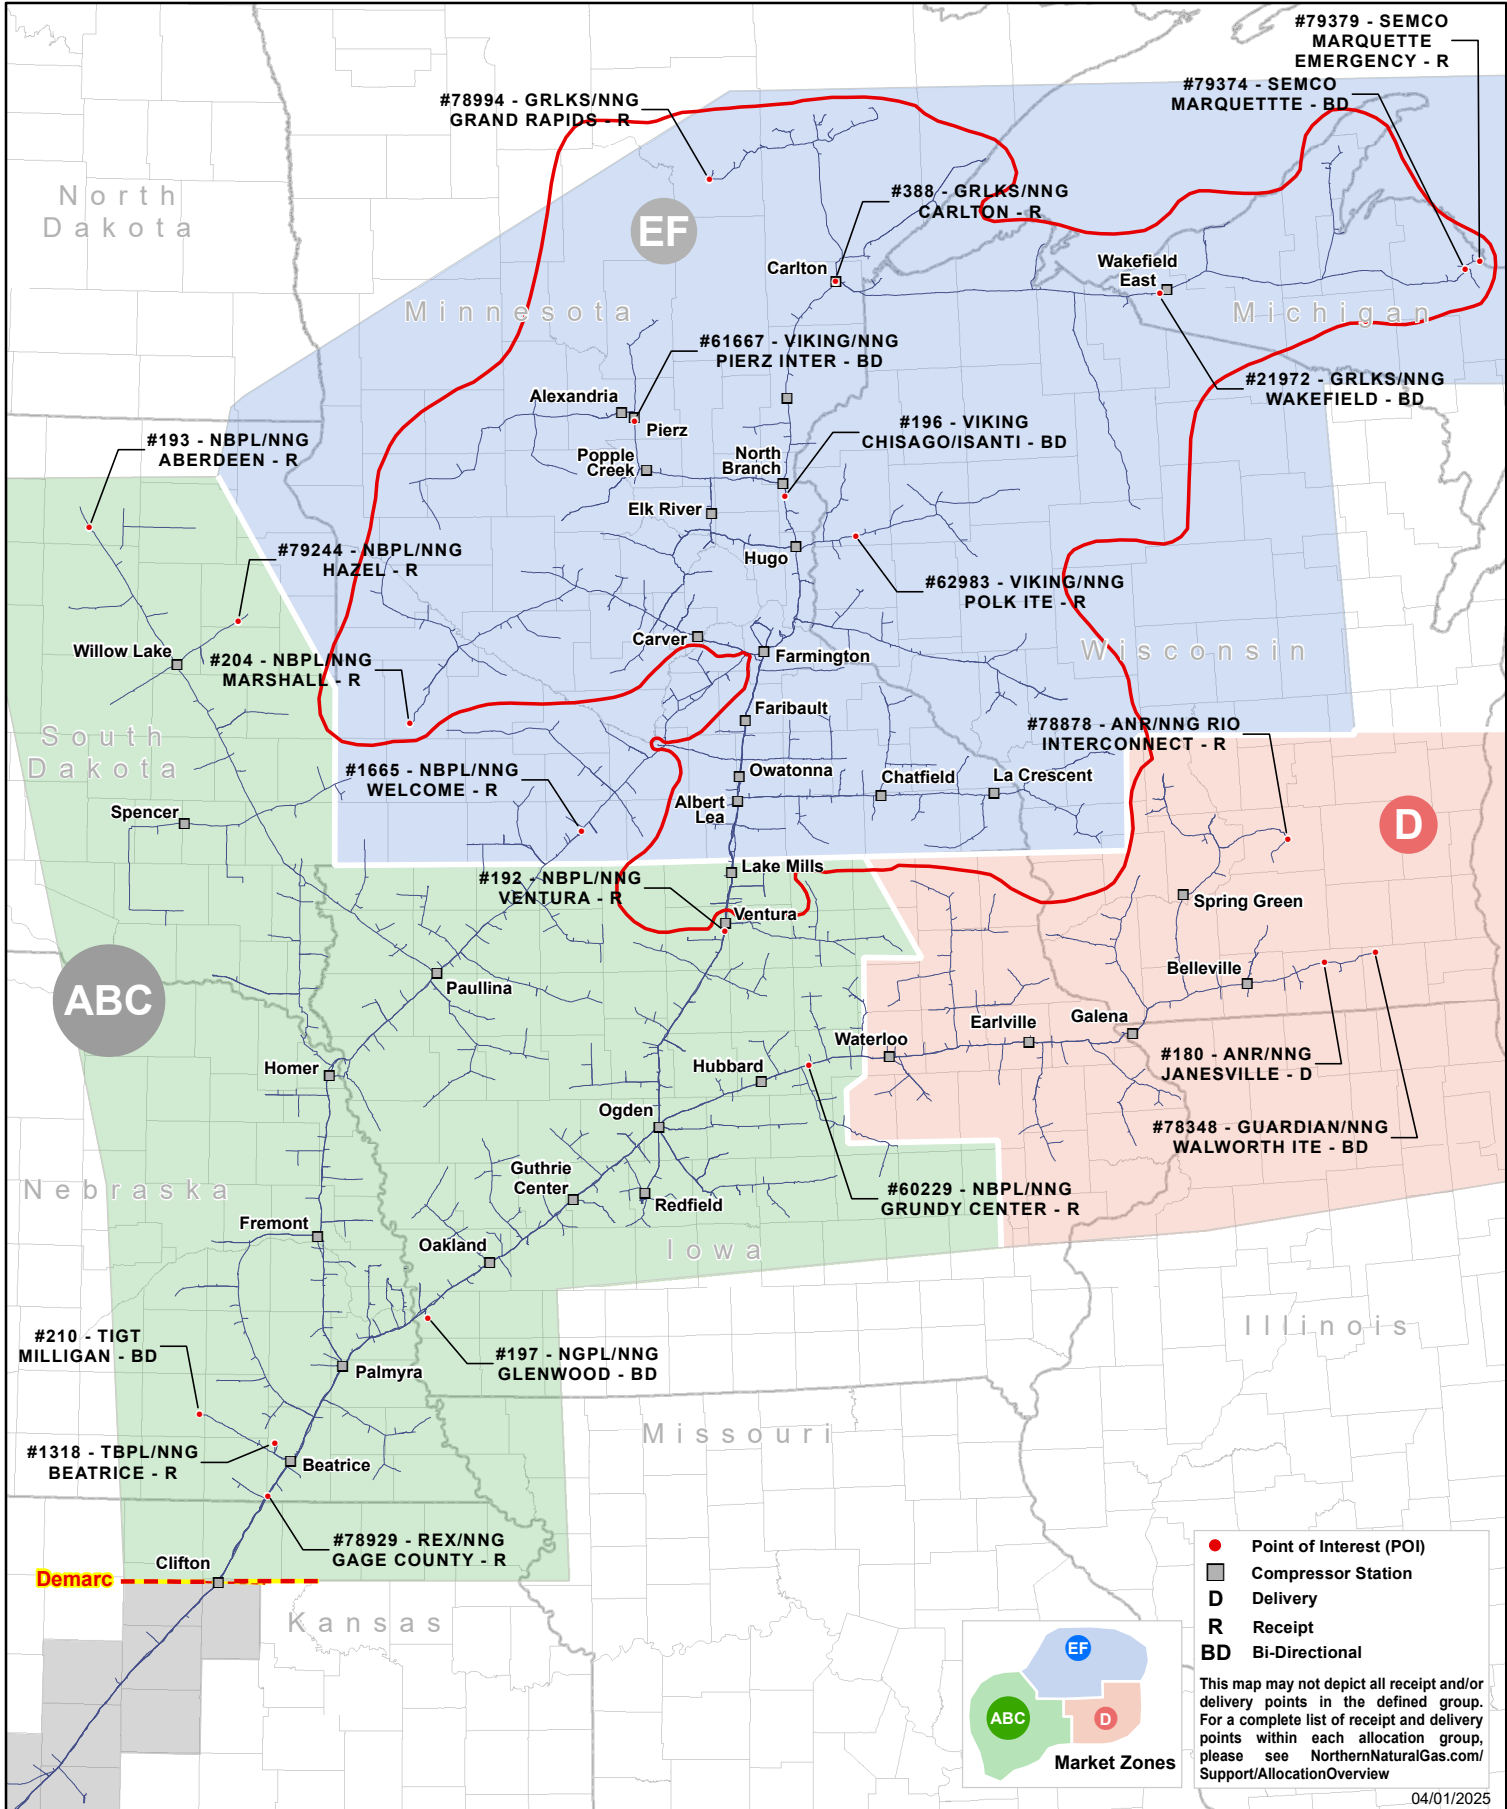 #79379 - SEMCO
MARQUETTE
EMERGENCY - R
#79374 - SEMCO
MARQUETTTE - BD
#78994 - GRLKS/NNG
GRAND RAPIDS - R
North
Dakota
#388 - GRLKS/NNG
CARLTON - R
EF
Carlton
Wakefield
East
Minnesota
Michigan
#61667 - VIKING/NNG
PIERZ INTER - BD
#21972 - GRLKS/NNG
WAKEFIELD - BD
Alexandria
Pierz
#196 - VIKING
CHISAGO/ISANTI - BD
#193 - NBPL/NNG
ABERDEEN - R
Popple
Creek
North
Branch
Elk River
#79244 - NBPL/NNG
HAZEL - R
Hugo
#62983 - VIKING/NNG
POLK ITE - R
Carver
Farmington
Willow Lake
Wisconsin
#204 - NBPL/NNG
MARSHALL - R
Faribault
#78878 - ANR/NNG RIO
INTERCONNECT - R
South
Dakota
#1665 - NBPL/NNG
WELCOME - R
Owatonna
Chatfield
La Crescent
Albert
Lea
Spencer
D
Lake Mills
#192 - NBPL/NNG
VENTURA - R
Ventura
Spring Green
Belleville
Paullina
ABC
Galena
Earlville
Waterloo
#180 - ANR/NNG
JANESVILLE - D
Homer
Hubbard
Ogden
#78348 - GUARDIAN/NNG
WALWORTH ITE - BD
Guthrie
Center
Nebraska
#60229 - NBPL/NNG
GRUNDY CENTER - R
Redfield
Fremont
Oakland
Iowa
Illinois
#210 - TIGT
MILLIGAN - BD
#197 - NGPL/NNG
GLENWOOD - BD
Palmyra
Missouri
#1318 - TBPL/NNG
BEATRICE - R
Beatrice
#78929 - REX/NNG
GAGE COUNTY - R
Clifton
Demarc
Kansas
Point of Interest (POI)
Compressor Station
D Delivery
R Receipt
BD Bi-Directional
This map may not depict all receipt and/or
delivery points in the defined group.
For a complete list of receipt and delivery
points within each allocation group,
please see NorthernNaturalGas.com/
Support/AllocationOverview
EF
ABC
D
Market Zones
04/01/2025